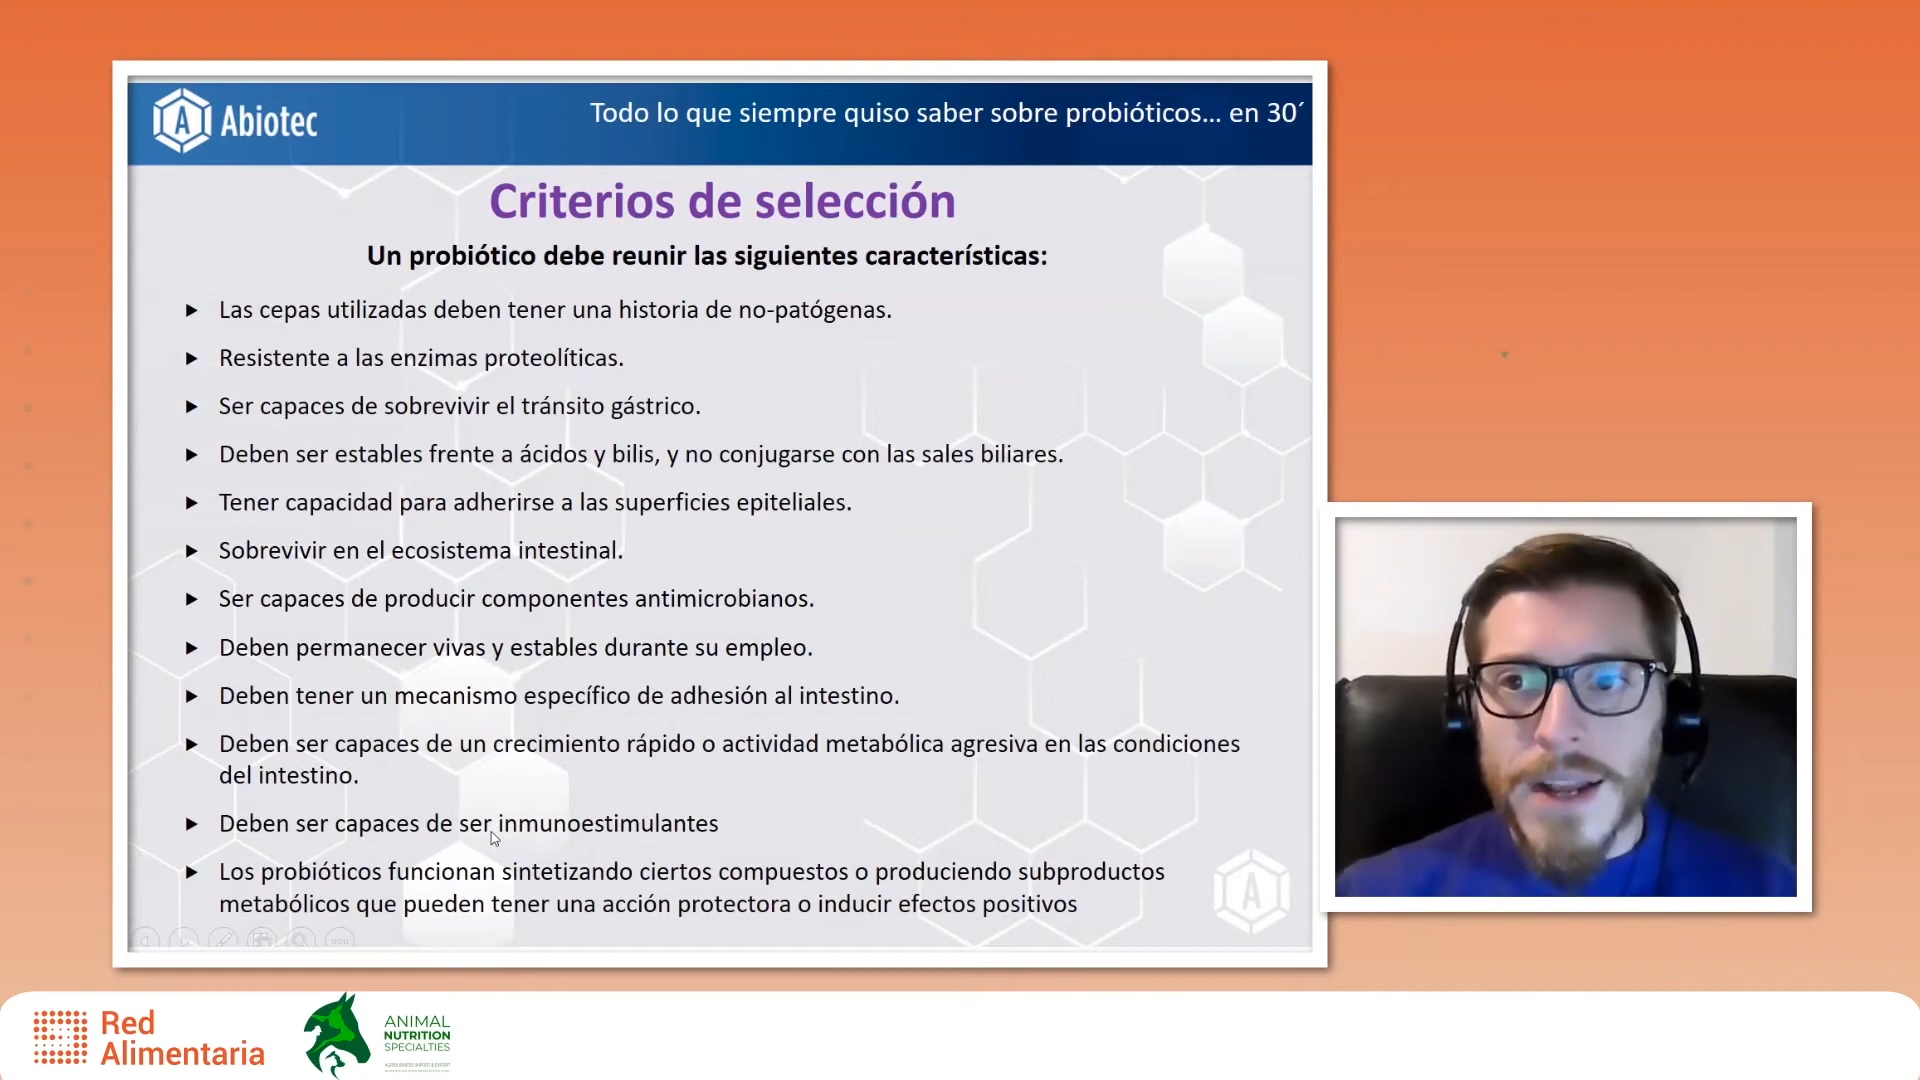 Abiotec
Todo lo que siempre quiso saber sobre probióticos... en 30´
Criterios de selección
Un probiótico debe reunir las siguientes características:
Las cepas utilizadas deben tener una historia de no-patógenas.
Resistente a las enzimas proteolíticas.
Ser capaces de sobrevivir el tránsito gástrico.
Deben ser estables frente a ácidos y bilis, y no conjugarse con las sales biliares.
Tener capacidad para adherirse a las superficies epiteliales.
Sobrevivir en el ecosistema intestinal.
Ser capaces de producir componentes antimicrobianos.
Deben permanecer vivas y estables durante su empleo.
Deben tener un mecanismo específico de adhesión al intestino.
Deben ser capaces de un crecimiento rápido o actividad metabólica agresiva en las condiciones
del intestino.
Deben ser capaces de ser inmunoestimulantes
Los probióticos funcionan sintetizando ciertos compuestos o produciendo subproductos
metabólicos que pueden tener una acción protectora o inducir efectos positivos
Red
Alimentaria
ANIMAL
NUTRITION
SPECIALTIES